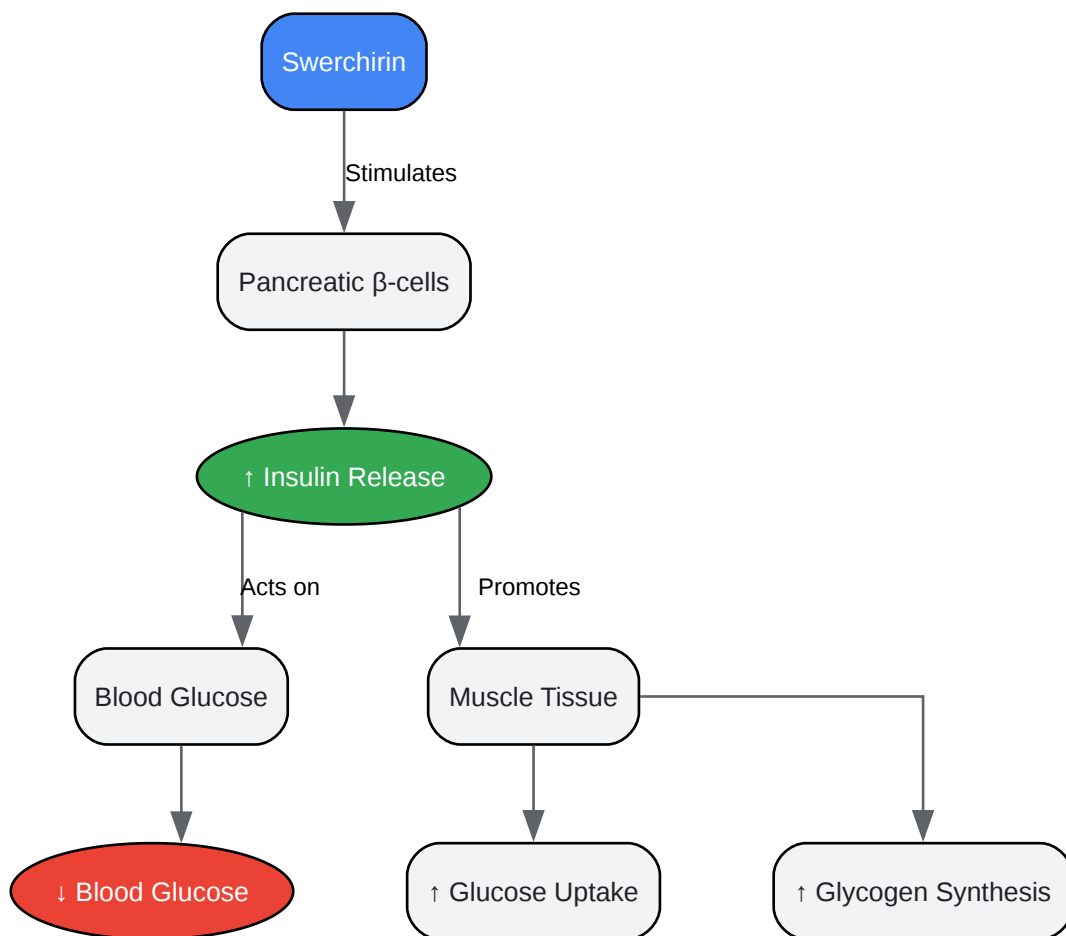 Swerchirin
Stimulates
Pancreatic β-cells
↑ Insulin Release
Acts on
Promotes
Blood Glucose
Muscle Tissue
↓ Blood Glucose
↑ Glucose Uptake
↑ Glycogen Synthesis